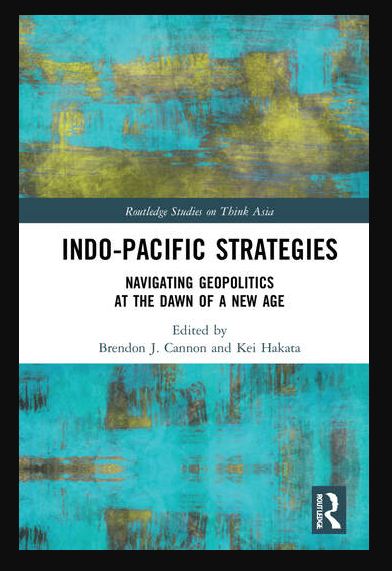 Routledge Studies on Think Asia
INDO-PACIFIC STRATEGIES
NAVIGATING GEOPOLITICS
AT THE DAWN OF A NEW AGE
Edited by
Brendon J. Cannon and Kei Hakata
ROUTLEDGE